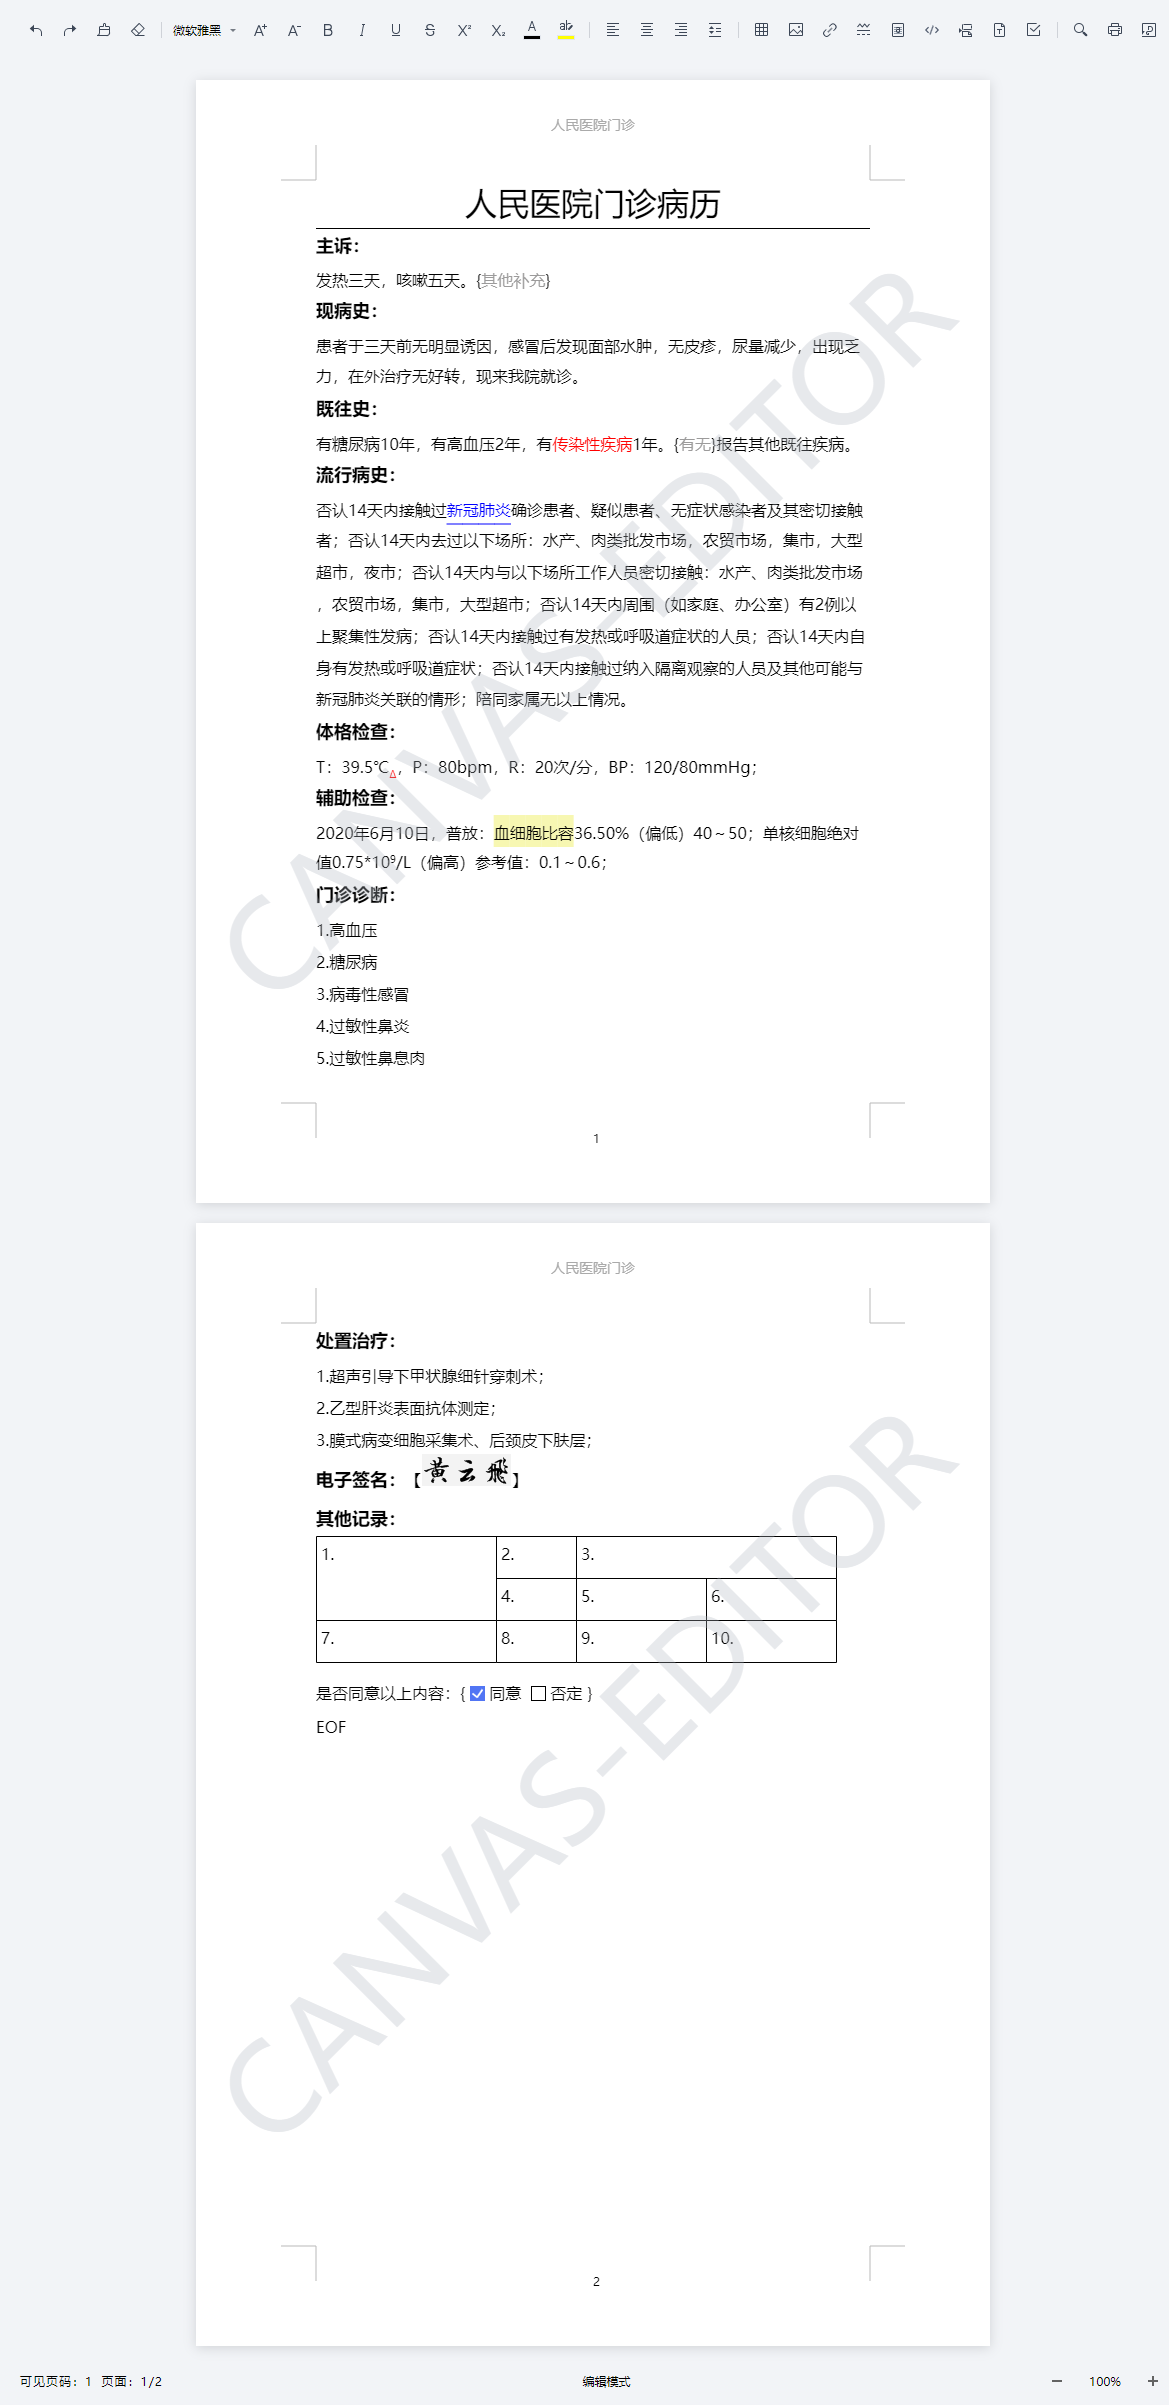 微软雅黑
人民医院门诊
人民医院门诊病历
主诉：
发热三天，咳嗽五天。{其他补充}
现病史：
患者于三天前无明显诱因，感冒后发现面部水肿，无皮疹，尿量减少，出现乏
力，在外治疗无好转，现来我院就诊。
既往史：
有糖尿病10年，有高血压2年，有传染性疾病1年。{有无}报告其他既往疾病。
流行病史：
否认14天内接触过新冠肺炎确诊患者、疑似患者、无症状感染者及其密切接触
者；否认14天内去过以下场所：水产、肉类批发市场，农贸市场，集市，大型
超市，夜市；否认14天内与以下场所工作人员密切接触：水产、肉类批发市场
，农贸市场，集市，大型超市；否认14天内周围（如家庭、办公室）有2例以
上聚集性发病；否认14天内接触过有发热或呼吸道症状的人员；否认14天内自
身有发热或呼吸道症状；否认14天内接触过纳入隔离观察的人员及其他可能与
新冠肺炎关联的情形；陪同家属无以上情况。
体格检查：
T：39.5℃Δ，P：80bpm，R：20次/分，BP：120/80mmHg；
辅助检查：
2020年6月10日，普放：血细胞比容36.50%（偏低）40～50；单核细胞绝对
值0.75*10⁹/L（偏高）参考值：0.1～0.6；
门诊诊断：
1.高血压
2.糖尿病
3.病毒性感冒
4.过敏性鼻炎
5.过敏性鼻息肉
CANVAS-EDITOR
1
人民医院门诊
处置治疗：
1.超声引导下甲状腺细针穿刺术；
2.乙型肝炎表面抗体测定；
3.膜式病变细胞采集术、后颈皮下肤层；
电子签名：【黄云飛】
其他记录：
1. 2. 3.
4. 5. 6.
7. 8. 9. 10.
是否同意以上内容：{ ☑ 同意 ☐ 否定 }
EOF
CANVAS-EDITOR
2
可见页码：1 页面：1/2 编辑模式 100%